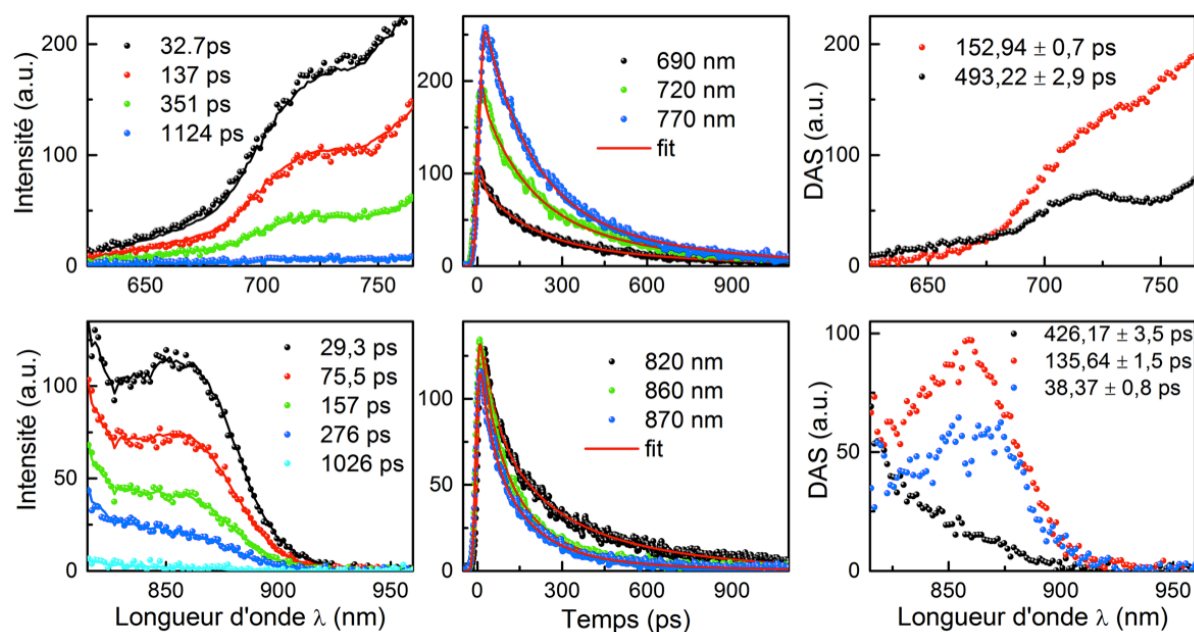 200
100
0
Intensité (a.u.)
32.7ps
137 ps
351 ps
1124 ps
650
700
750
200
100
50
0
690 nm
720 nm
770 nm
fit
0
300
600
900
200
150
100
50
0
DAS (a.u.)
152,94 ± 0,7 ps
493,22 ± 2,9 ps
650
700
750
100
50
0
Intensité (a.u.)
29,3 ps
75,5 ps
157 ps
276 ps
1026 ps
850
900
950
Longueur d'onde λ (nm)
100
50
0
820 nm
860 nm
870 nm
fit
0
300
600
900
Temps (ps)
100
50
0
DAS (a.u.)
426,17 ± 3,5 ps
135,64 ± 1,5 ps
38,37 ± 0,8 ps
850
900
950
Longueur d'onde λ (nm)